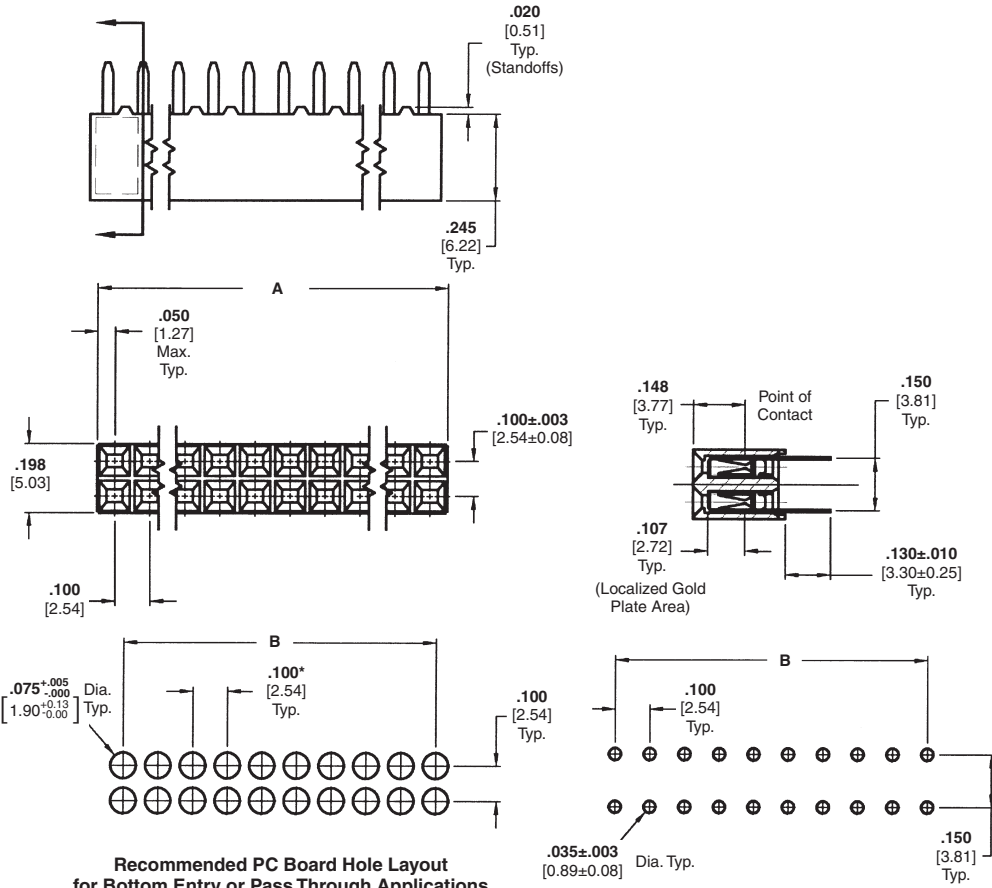 .020
[0.51]
Typ.
(Standoffs)
.245
[6.22]
Typ.
A
.050
[1.27]
Max.
Typ.
.100±.003
[2.54±0.08]
.198
[5.03]
.100
[2.54]
.148
[3.77]
Point of
Contact
.150
[3.81]
Typ.
.107
[2.72]
Typ.
(Localized Gold
Plate Area)
.130±.010
[3.30±0.25]
Typ.
B
.075+.005 -.000 Dia.
[1.90+0.13 -0.00] Typ.
.100*
[2.54]
Typ.
.100
[2.54]
Typ.
B
.100
[2.54]
Typ.
.035±.003
[0.89±0.08] Dia. Typ.
.150
[3.81]
Typ.
Recommended PC Board Hole Layout
for Bottom Entry or Pass Through Applications